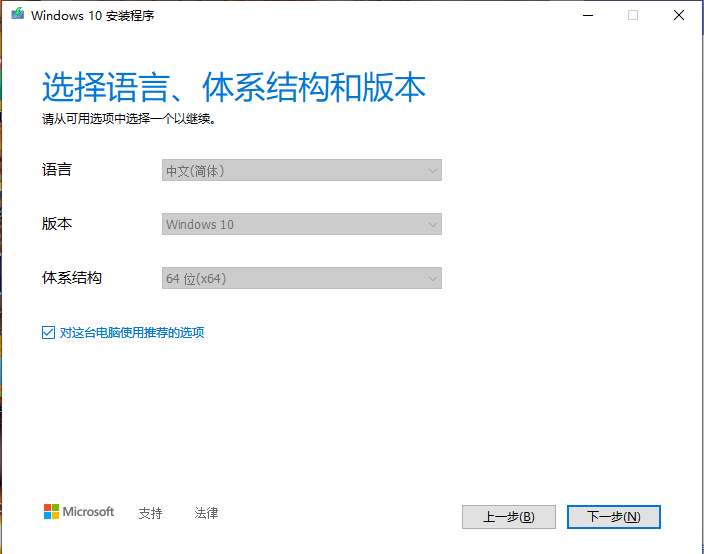 Windows 10 安装程序
选择语言、体系结构和版本
请从可用选项中选择一个以继续。
语言 中文(简体)
版本 Windows 10
体系结构 64 位(x64)
对这台电脑使用推荐的选项
Microsoft 支持 法律 上一步(B) 下一步(N)